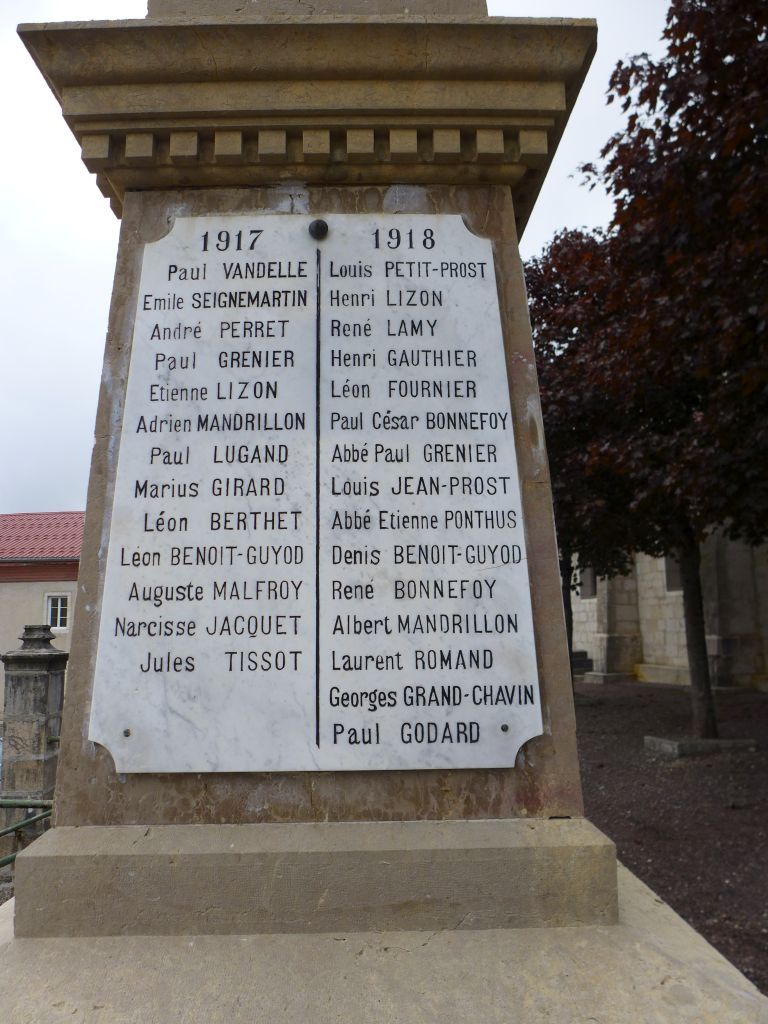 1917
Paul VANDELLE
Emile SEIGNEMARTIN
André PERRET
Paul GRENIER
Etienne LIZON
Adrien MANDRILLON
Paul LUGAND
Marius GIRARD
Léon BERTHET
Léon BENOIT-GUYOD
Auguste MALFROY
Narcisse JACQUET
Jules TISSOT
1918
Louis PETIT-PROST
Henri LIZON
René LAMY
Henri GAUTHIER
Léon FOURNIER
Paul César BONNEFOY
Abbé Paul GRENIER
Louis JEAN-PROST
Abbé Etienne PONTHUS
Denis BENOIT-GUYOD
René BONNEFOY
Albert MANDRILLON
Laurent ROMAND
Georges GRAND-CHAVIN
Paul GODARD